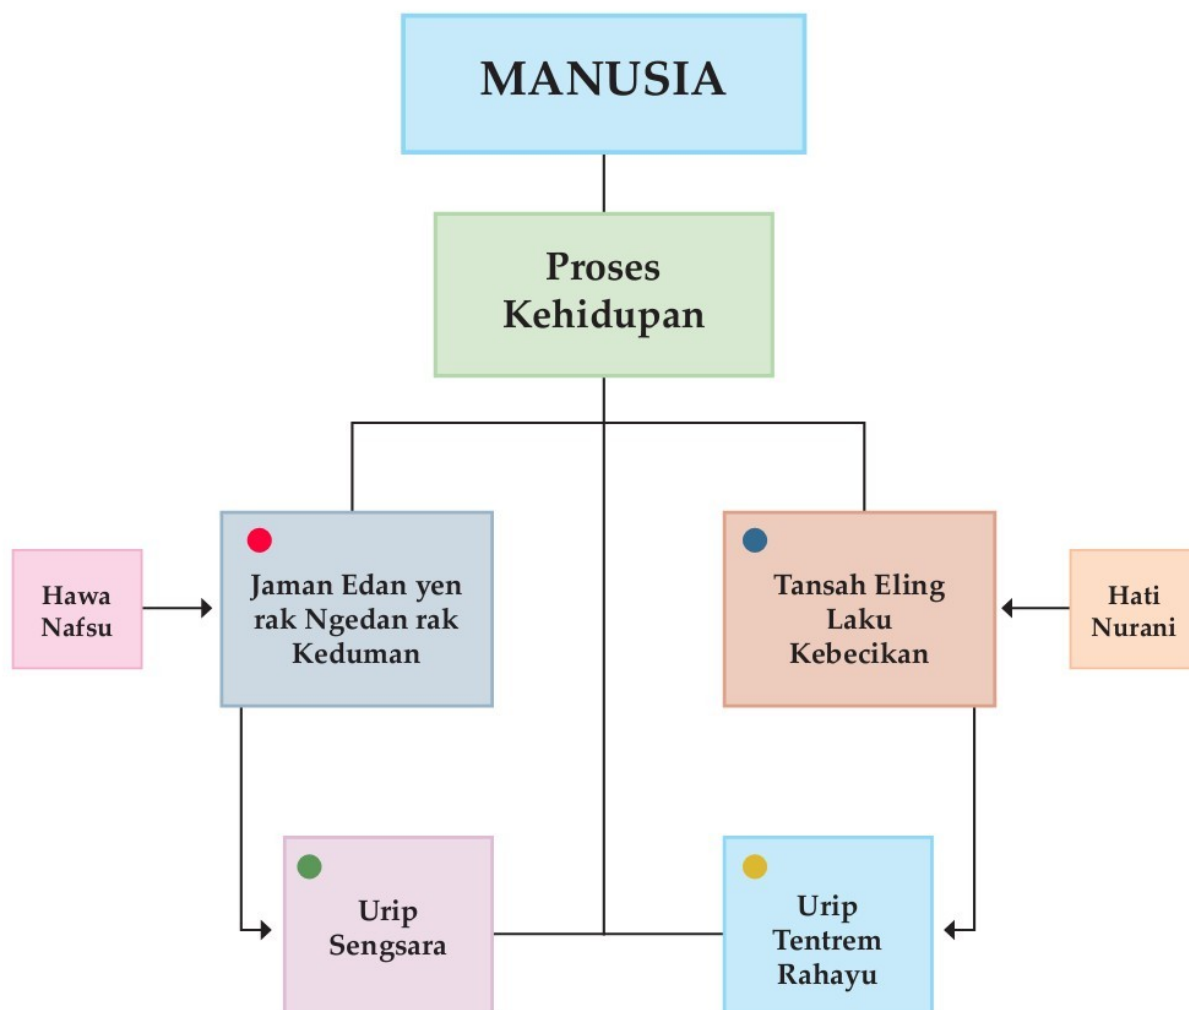 MANUSIA
Proses
Kehidupan
Hawa
Nafsu
Jaman Edan yen
rak Ngedan rak
Keduman
Tansah Eling
Laku
Kebecikan
Hati
Nurani
Urip
Sengsara
Urip
Tentrem
Rahayu